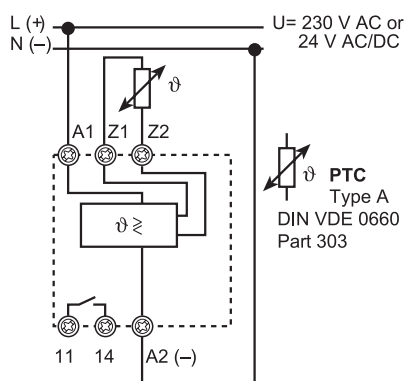 L (+)
U= 230 V AC or
N (–)
24 V AC/DC
ϑ
A1 Z1 Z2
ϑ PTC
Type A
DIN VDE 0660
Part 303
ϑ ≷
11 14 A2 (–)